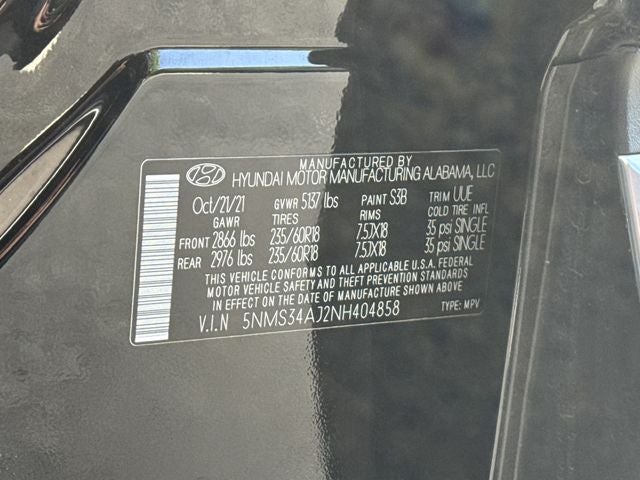 MANUFACTURED BY
HYUNDAI MOTOR MANUFACTURING ALABAMA, LLC
Oct/21/21 GVWR 5137 lbs PAINT S3B TRIM UUE
GAWR TIRES RIMS COLD TIRE INFL
FRONT 2866 lbs 235/60R18 7.5JX18 35 psi SINGLE
REAR 2976 lbs 235/60R18 7.5JX18 35 psi SINGLE
THIS VEHICLE CONFORMS TO ALL APPLICABLE U.S.A. FEDERAL
MOTOR VEHICLE SAFETY AND THEFT PREVENTION STANDARDS
IN EFFECT ON THE DATE OF MANUFACTURE SHOWN ABOVE.
V.I.N 5NMS34AJ2NH404858 TYPE: MPV